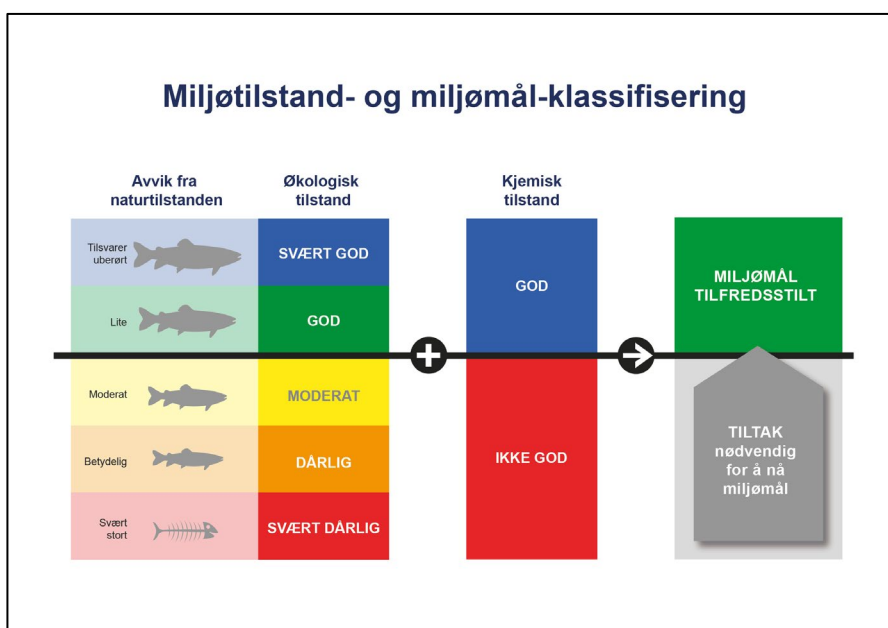 Miljøtilstand- og miljømål-klassifisering
Avvik fra
naturtilstanden
Økologisk
tilstand
Kjemisk
tilstand
Tilsvarer
uberørt
SVÆRT GOD
Lite
GOD
Moderat
MODERAT
Betydelig
DÅRLIG
Svært
stort
SVÆRT DÅRLIG
GOD
IKKE GOD
MILJØMÅL
TILFREDSSTILT
TILTAK
nødvendig
for å nå
miljømål